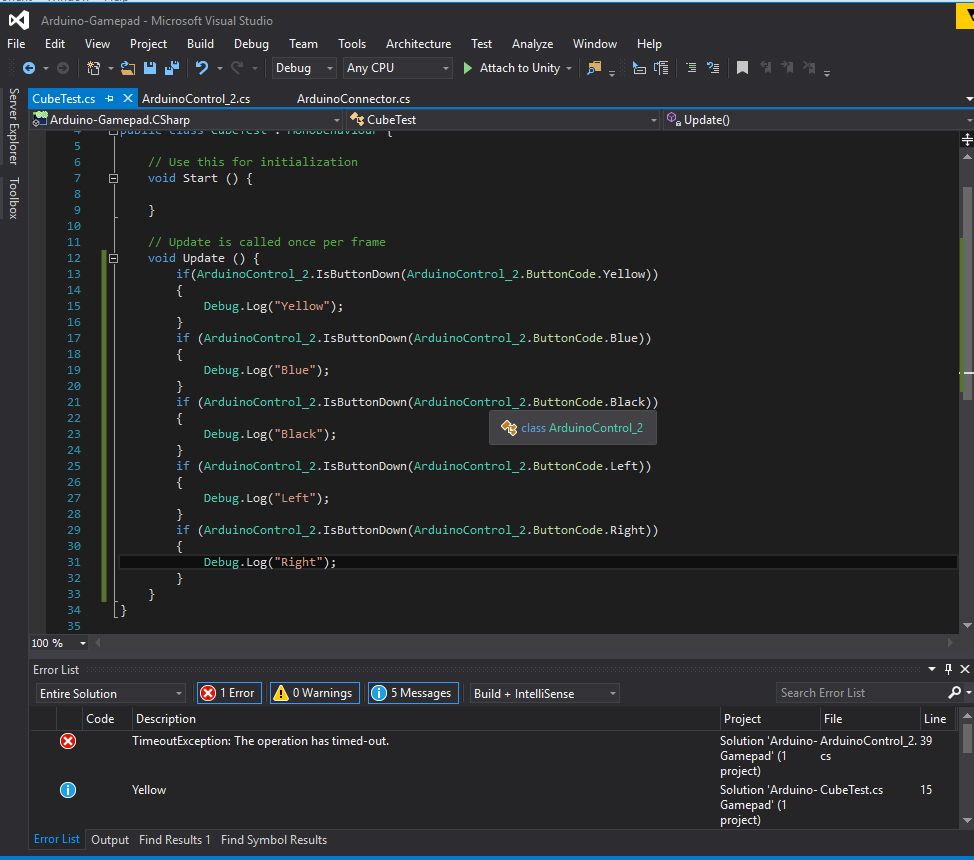 Arduino-Gamepad - Microsoft Visual Studio
File Edit View Project Build Debug Team Tools Architecture Test Analyze Window Help
Debug Any CPU Attach to Unity
CubeTest.cs ArduinoControl_2.cs ArduinoConnector.cs
Arduino-Gamepad.CSharp CubeTest Update()
Server Explorer
Toolbox
4 public class CubeTest : MonoBehaviour {
5
6 // Use this for initialization
7 void Start () {
8
9 }
10
11 // Update is called once per frame
12 void Update () {
13 if(ArduinoControl_2.IsButtonDown(ArduinoControl_2.ButtonCode.Yellow))
14 {
15 Debug.Log("Yellow");
16 }
17 if (ArduinoControl_2.IsButtonDown(ArduinoControl_2.ButtonCode.Blue))
18 {
19 Debug.Log("Blue");
20 }
21 if (ArduinoControl_2.IsButtonDown(ArduinoControl_2.ButtonCode.Black))
22 {
class ArduinoControl_2
23 Debug.Log("Black");
24 }
25 if (ArduinoControl_2.IsButtonDown(ArduinoControl_2.ButtonCode.Left))
26 {
27 Debug.Log("Left");
28 }
29 if (ArduinoControl_2.IsButtonDown(ArduinoControl_2.ButtonCode.Right))
30 {
31 Debug.Log("Right");
32 }
33 }
34 }
35
100 %
Error List
Entire Solution 1 Error 0 Warnings 5 Messages Build + IntelliSense Search Error List
Code Description Project File Line
TimeoutException: The operation has timed-out. Solution 'Arduino- ArduinoControl_2. 39
Gamepad' (1 cs
project)
Yellow Solution 'Arduino- CubeTest.cs 15
Gamepad' (1
project)
Error List Output Find Results 1 Find Symbol Results